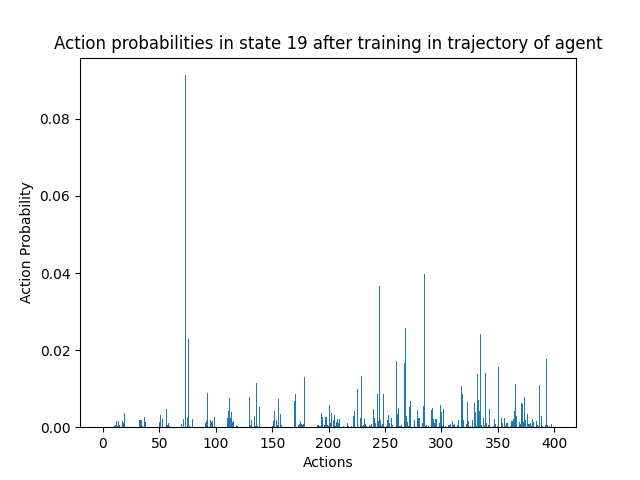 Action probabilities in state 19 after training in trajectory of agent
0.08
0.06
0.04
0.02
0.00
Action Probability
0 50 100 150 200 250 300 350 400
Actions